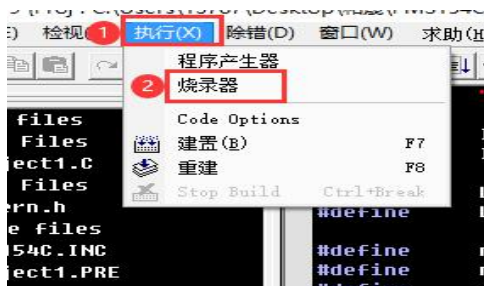 检视 1 执行(X) 除错(D) 窗口(W) 求助(H
程序产生器
2 烧录器
Code Options
建置(B) F7
重建 F8
Stop Build Ctrl+Break
files
Files
ject1.C
Files
ern.h
e files
154C.INC
ject1.PRE
#define
#define
#define